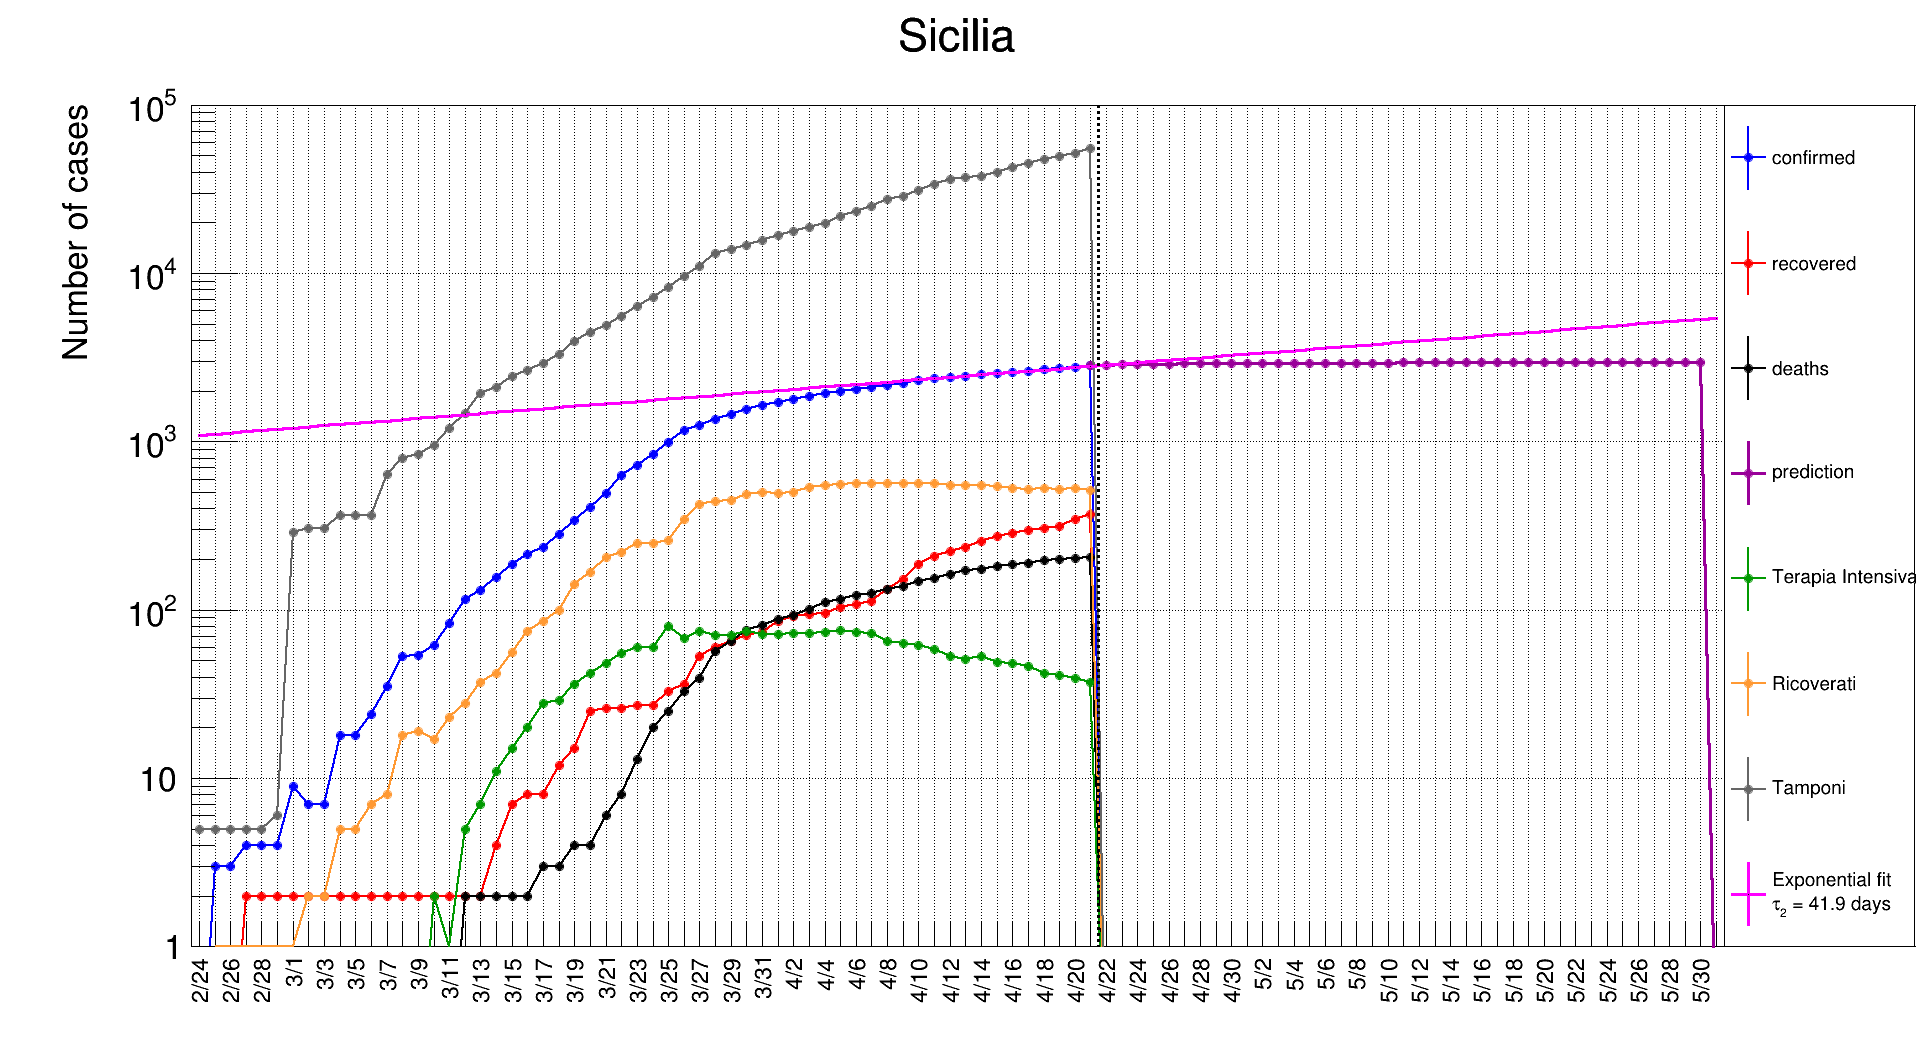 Sicilia
Number of cases
10^5
10^4
10^3
10^2
10
1
2/24 2/26 2/28 3/1 3/3 3/5 3/7 3/9 3/11 3/13 3/15 3/17 3/19 3/21 3/23 3/25 3/27 3/29 3/31 4/2 4/4 4/6 4/8 4/10 4/12 4/14 4/16 4/18 4/20 4/22 4/24 4/26 4/28 4/30 5/2 5/4 5/6 5/8 5/10 5/12 5/14 5/16 5/18 5/20 5/22 5/24 5/26 5/28 5/30
confirmed
recovered
deaths
prediction
Terapia Intensiva
Ricoverati
Tamponi
Exponential fit
τ₂ = 41.9 days